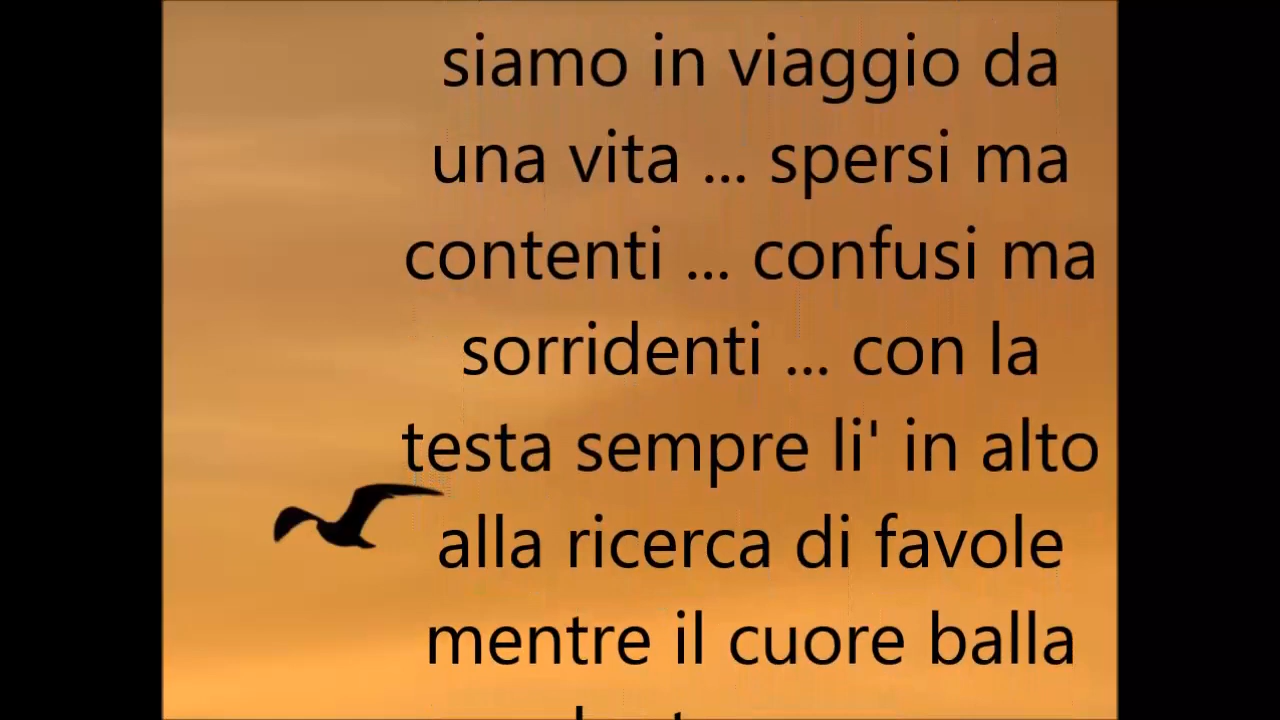 siamo in viaggio da
una vita ... spersi ma
contenti ... confusi ma
sorridenti ... con la
testa sempre li' in alto
alla ricerca di favole
mentre il cuore balla